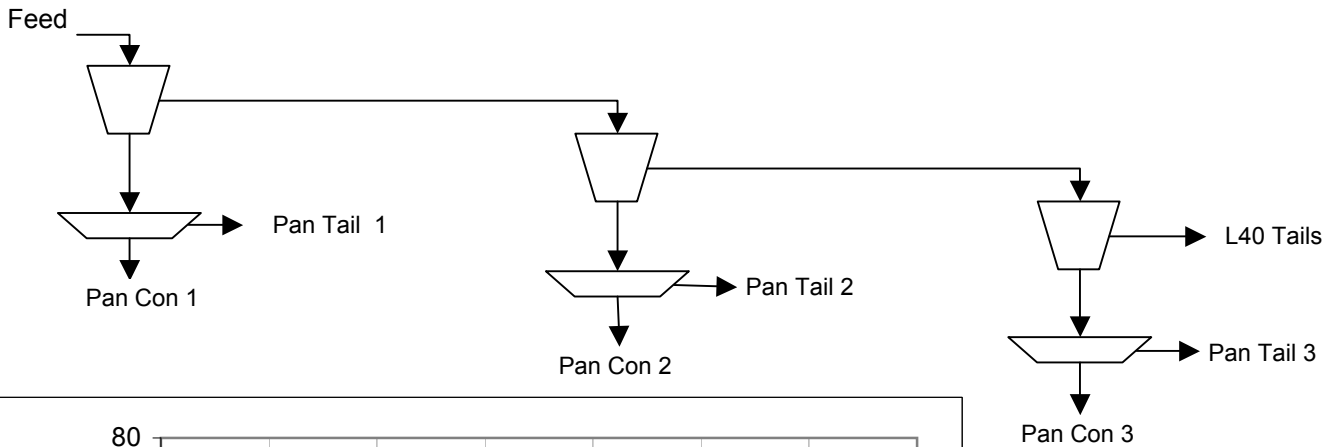 Feed
Pan Tail 1
Pan Con 1
L40 Tails
Pan Tail 2
Pan Con 2
Pan Tail 3
Pan Con 3
80